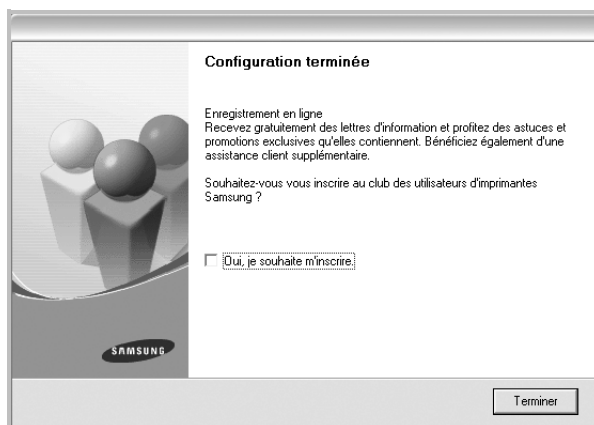 Configuration terminée
Enregistrement en ligne
Recevez gratuitement des lettres d'information et profitez des astuces et
promotions exclusives qu'elles contiennent. Bénéficiez également d'une
assistance client supplémentaire.
Souhaitez-vous vous inscrire au club des utilisateurs d'imprimantes
Samsung ?
Oui, je souhaite m'inscrire.
SAMSUNG
Terminer